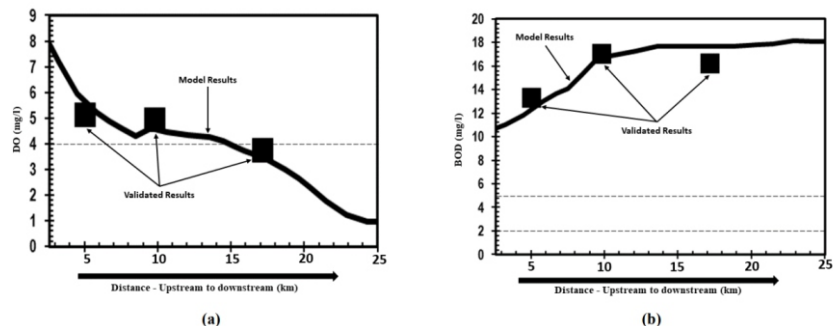 9
8
7
6
5
4
3
2
1
0
DO (mg/l)
Model Results
Validated Results
5 10 15 20 25
Distance - Upstream to downstream (km)
(a)
20
18
16
14
12
10
8
6
4
2
0
BOD (mg/l)
Model Results
Validated Results
5 10 15 20 25
Distance - Upstream to downstream (km)
(b)